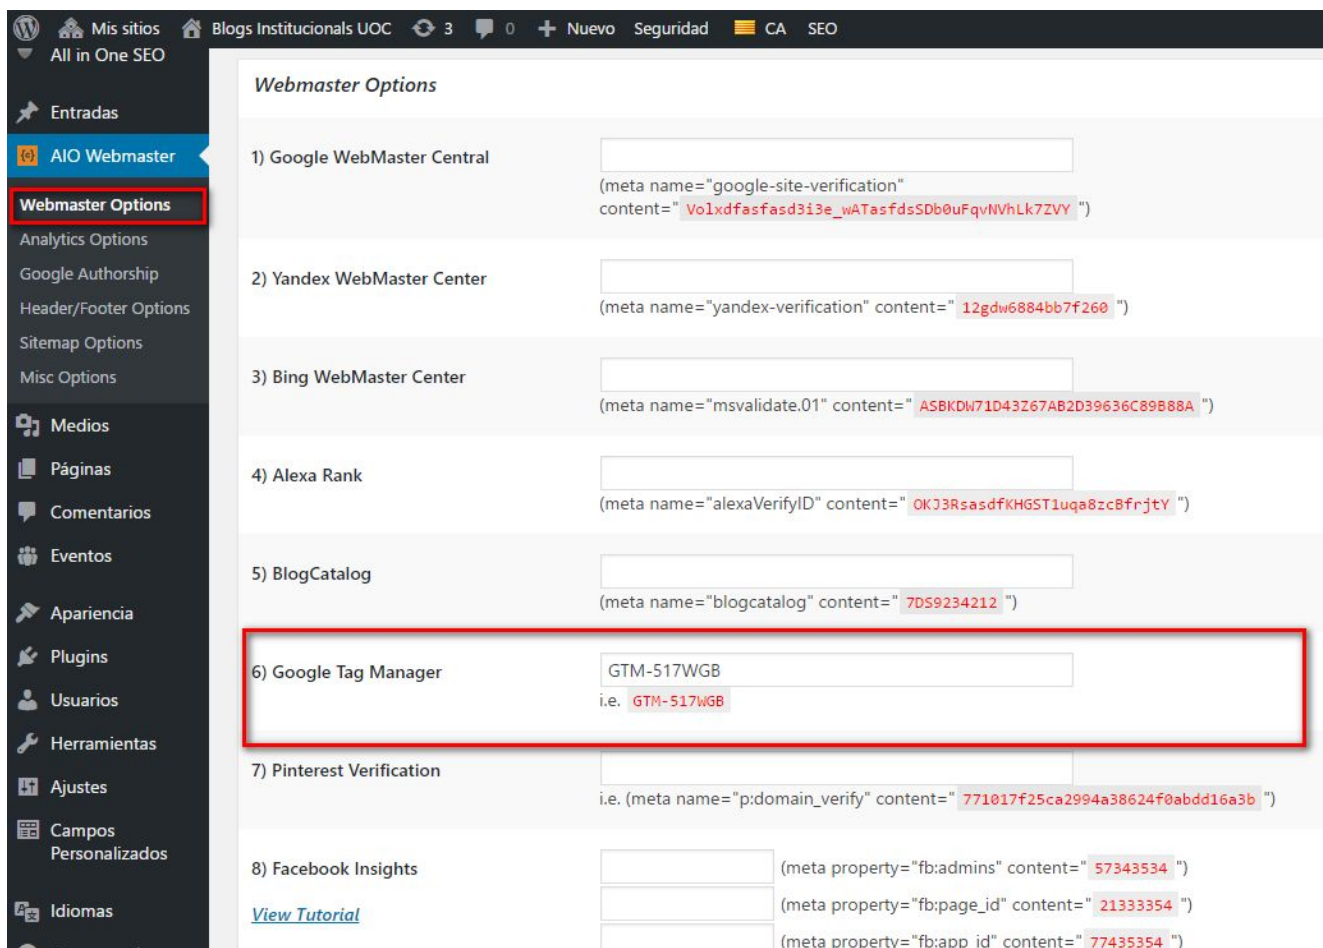 Mis sitios Blogs Institucionals UOC 3 0 Nuevo Seguridad CA SEO
All in One SEO
Entradas
AIO Webmaster
Webmaster Options
Analytics Options
Google Authorship
Header/Footer Options
Sitemap Options
Misc Options
Medios
Páginas
Comentarios
Eventos
Apariencia
Plugins
Usuarios
Herramientas
Ajustes
Campos
Personalizados
Idiomas
Webmaster Options
1) Google WebMaster Central
(meta name="google-site-verification"
content=" Volxdfasfasd3i3e_wATasfdsSDb0uFqvNVhLk7ZVY ")
2) Yandex WebMaster Center
(meta name="yandex-verification" content=" 12gdw6884bb7f260 ")
3) Bing WebMaster Center
(meta name="msvalidate.01" content=" ASBKDW71D43Z67AB2D39636C89B88A ")
4) Alexa Rank
(meta name="alexaVerifyID" content=" OKJ3RsasdfKHGST1uqa8zcBfrjtY ")
5) BlogCatalog
(meta name="blogcatalog" content=" 7DS9234212 ")
6) Google Tag Manager
GTM-517WGB
i.e. GTM-517WGB
7) Pinterest Verification
i.e. (meta name="p:domain_verify" content=" 771017f25ca2994a38624f0abdd16a3b ")
8) Facebook Insights
(meta property="fb:admins" content=" 57343534 ")
View Tutorial
(meta property="fb:page_id" content=" 21333354 ")
(meta property="fb:app_id" content=" 77435354 ")